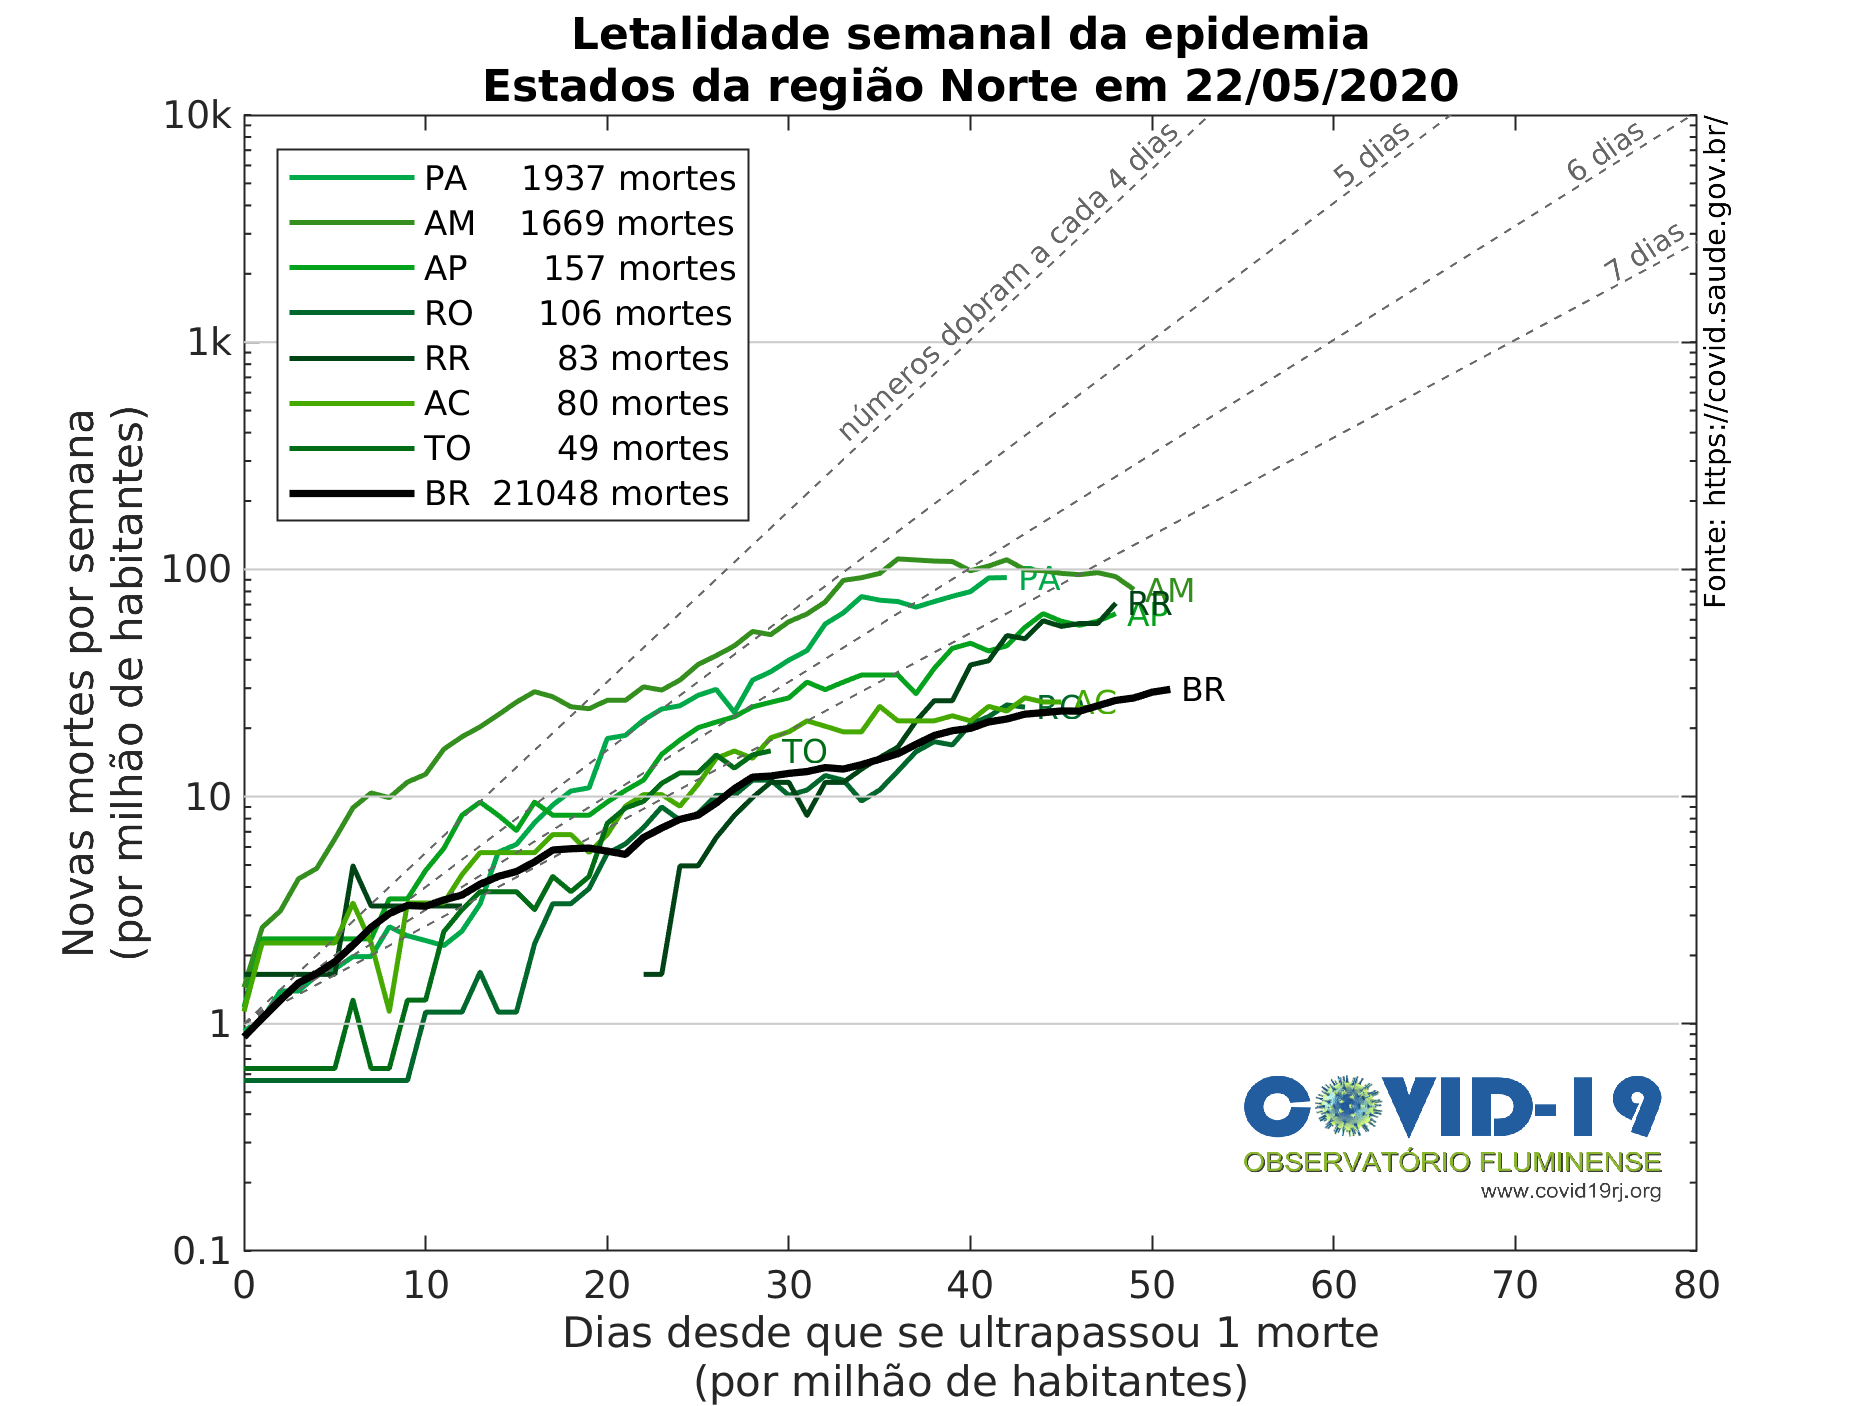 Letalidade semanal da epidemia
Estados da região Norte em 22/05/2020
10k
1k
100
10
1
0.1
Novas mortes por semana
(por milhão de habitantes)
PA 1937 mortes
AM 1669 mortes
AP 157 mortes
RO 106 mortes
RR 83 mortes
AC 80 mortes
TO 49 mortes
BR 21048 mortes
números dobram a cada 4 dias
5 dias
6 dias
7 dias
Fonte: https://covid.saude.gov.br/
PA
AM
RR
AP
BR
AC
RO
TO
COVID-19
OBSERVATÓRIO FLUMINENSE
www.covid19rj.org
0 10 20 30 40 50 60 70 80
Dias desde que se ultrapassou 1 morte
(por milhão de habitantes)